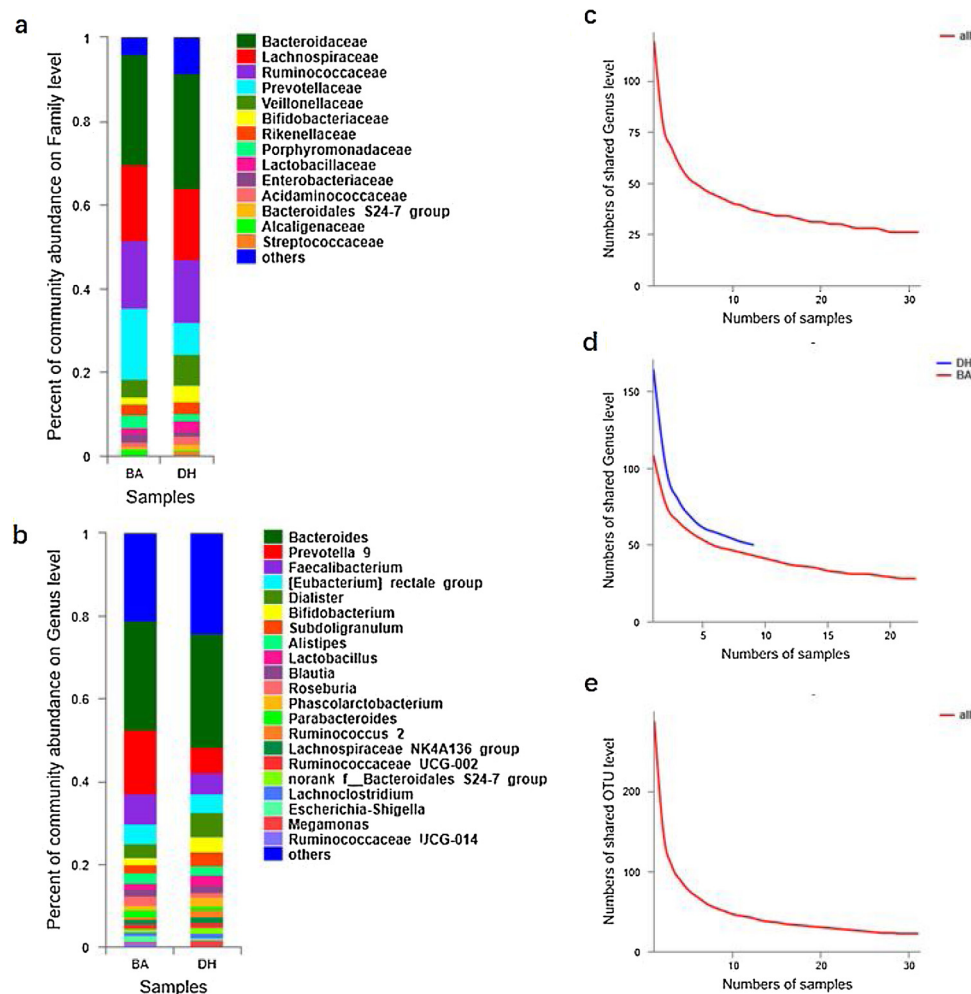 a
Percent of community abundance on Family level
1
0.8
0.6
0.4
0.2
0
BA
DH
Samples
Bacteroidaceae
Lachnospiraceae
Ruminococcaceae
Prevotellaceae
Veillonellaceae
Bifidobacteriaceae
Rikenellaceae
Porphyromonadaceae
Lactobacillaceae
Enterobacteriaceae
Acidaminococcaceae
Bacteroidales S24-7 group
Alcaligenaceae
Streptococcaceae
others
b
Percent of community abundance on Genus level
1
0.8
0.6
0.4
0.2
0
BA
DH
Samples
Bacteroides
Prevotella 9
Faecalibacterium
[Eubacterium] rectale group
Dialister
Bifidobacterium
Subdoligranulum
Alistipes
Lactobacillus
Blautia
Roseburia
Phascolarctobacterium
Parabacteroides
Ruminococcus 2
Lachnospiraceae NK4A136 group
Ruminococcaceae UCG-002
norank f__Bacteroidales S24-7 group
Lachnoclostridium
Escherichia-Shigella
Megamonas
Ruminococcaceae UCG-014
others
c
Numbers of shared Genus level
100
75
50
25
0
10
20
30
Numbers of samples
all
d
Numbers of shared Genus level
150
100
50
0
5
10
15
20
Numbers of samples
DH
BA
e
Numbers of shared OTU level
200
100
0
10
20
30
Numbers of samples
all